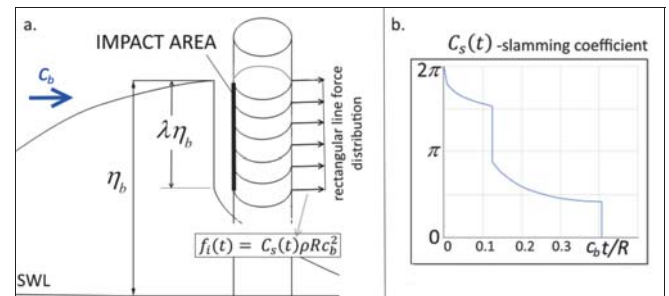 a.
IMPACT AREA
C_b
λη_b
η_b
rectangular line force
distribution
f_i(t) = C_s(t)ρRc_b^2
SWL
b.
C_s(t) -slamming coefficient
2π
π
0
0 0.1 0.2 0.3 c_b t/R